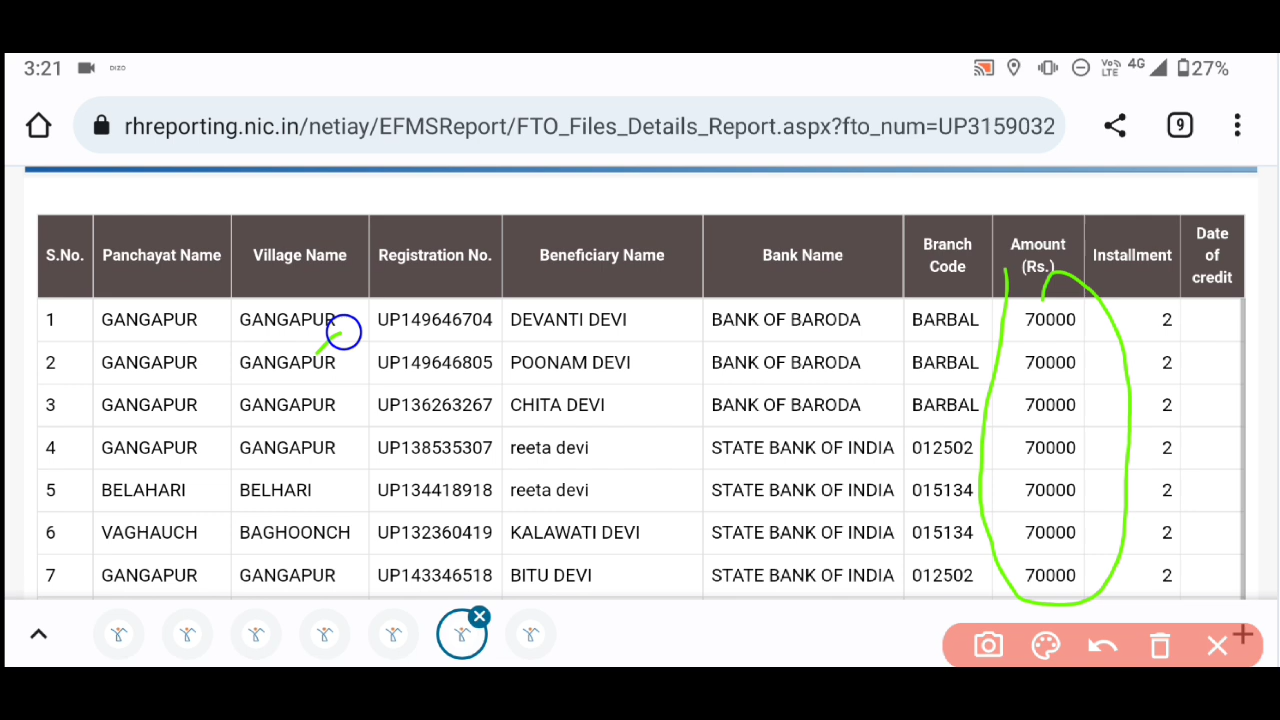 3:21 DIZO Vo)) LTE 4G 27%
rhreporting.nic.in/netiay/EFMSReport/FTO_Files_Details_Report.aspx?fto_num=UP3159032 9
S.No. Panchayat Name Village Name Registration No. Beneficiary Name Bank Name Branch Code Amount (Rs.) Installment Date of credit
1 GANGAPUR GANGAPUR UP149646704 DEVANTI DEVI BANK OF BARODA BARBAL 70000 2
2 GANGAPUR GANGAPUR UP149646805 POONAM DEVI BANK OF BARODA BARBAL 70000 2
3 GANGAPUR GANGAPUR UP136263267 CHITA DEVI BANK OF BARODA BARBAL 70000 2
4 GANGAPUR GANGAPUR UP138535307 reeta devi STATE BANK OF INDIA 012502 70000 2
5 BELAHARI BELHARI UP134418918 reeta devi STATE BANK OF INDIA 015134 70000 2
6 VAGHAUCH BAGHOONCH UP132360419 KALAWATI DEVI STATE BANK OF INDIA 015134 70000 2
7 GANGAPUR GANGAPUR UP143346518 BITU DEVI STATE BANK OF INDIA 012502 70000 2